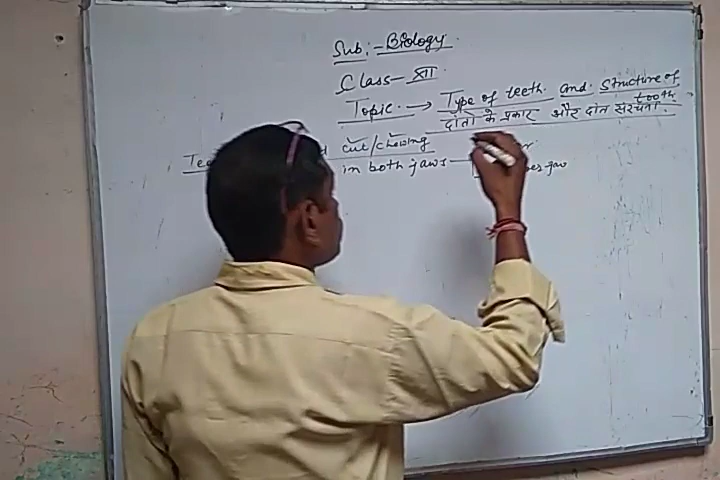 Sub:- Biology.
Class- XII.
Topic. → Type of teeth. and. Structure of tooth.
दांतो के प्रकार और दांत संरचना.
cut/chewing
in both jaws
jaw